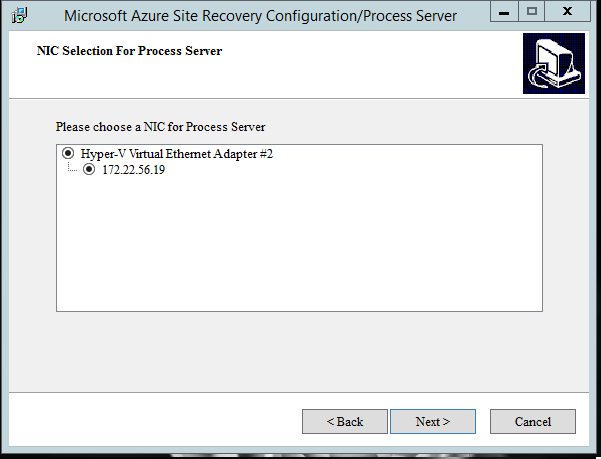 Microsoft Azure Site Recovery Configuration/Process Server
NIC Selection For Process Server
Please choose a NIC for Process Server
Hyper-V Virtual Ethernet Adapter #2
172.22.56.19
< Back
Next >
Cancel